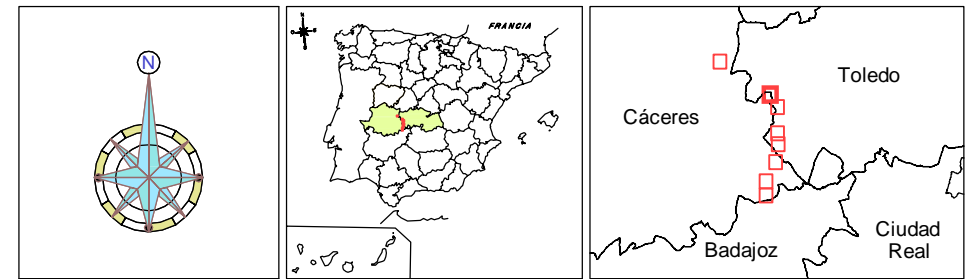 N
FRANCIA
Toledo
Cáceres
Badajoz
Ciudad
Real